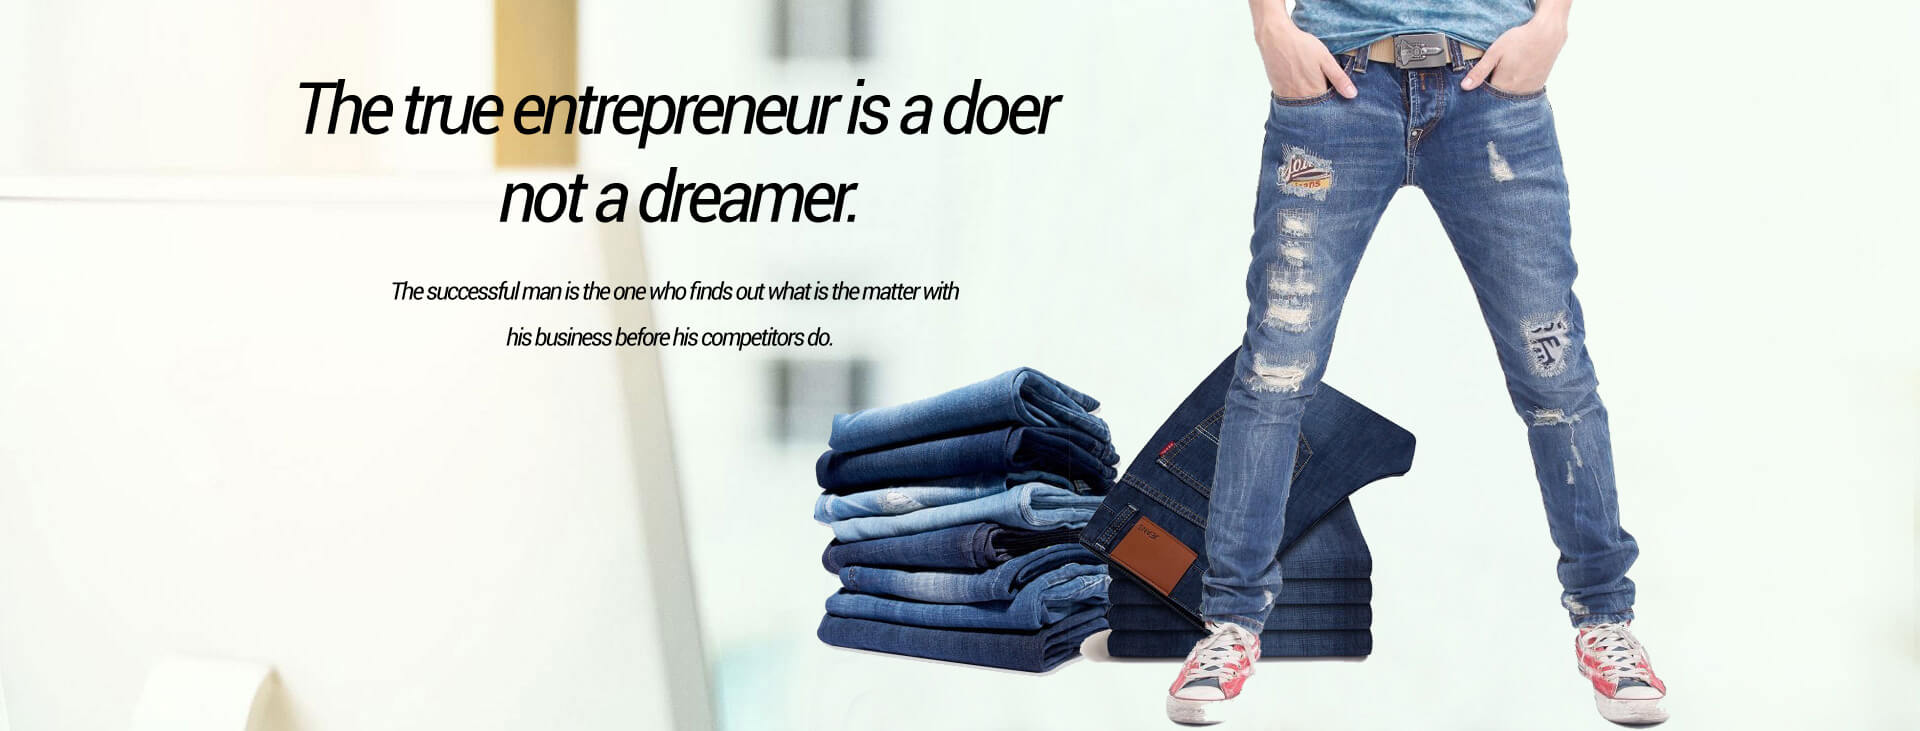 The true entrepreneur is a doer
not a dreamer.
The successful man is the one who finds out what is the matter with
his business before his competitors do.